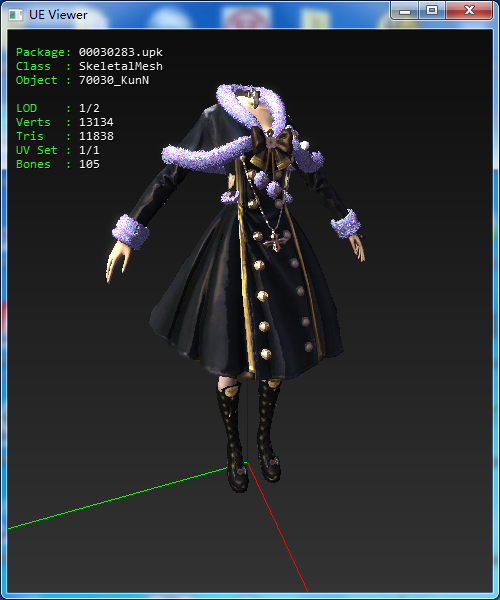 UE Viewer
Package: 00030283.upk
Class  : SkeletalMesh
Object : 70030_KunN
LOD    : 1/2
Verts  : 13134
Tris   : 11838
UV Set : 1/1
Bones  : 105